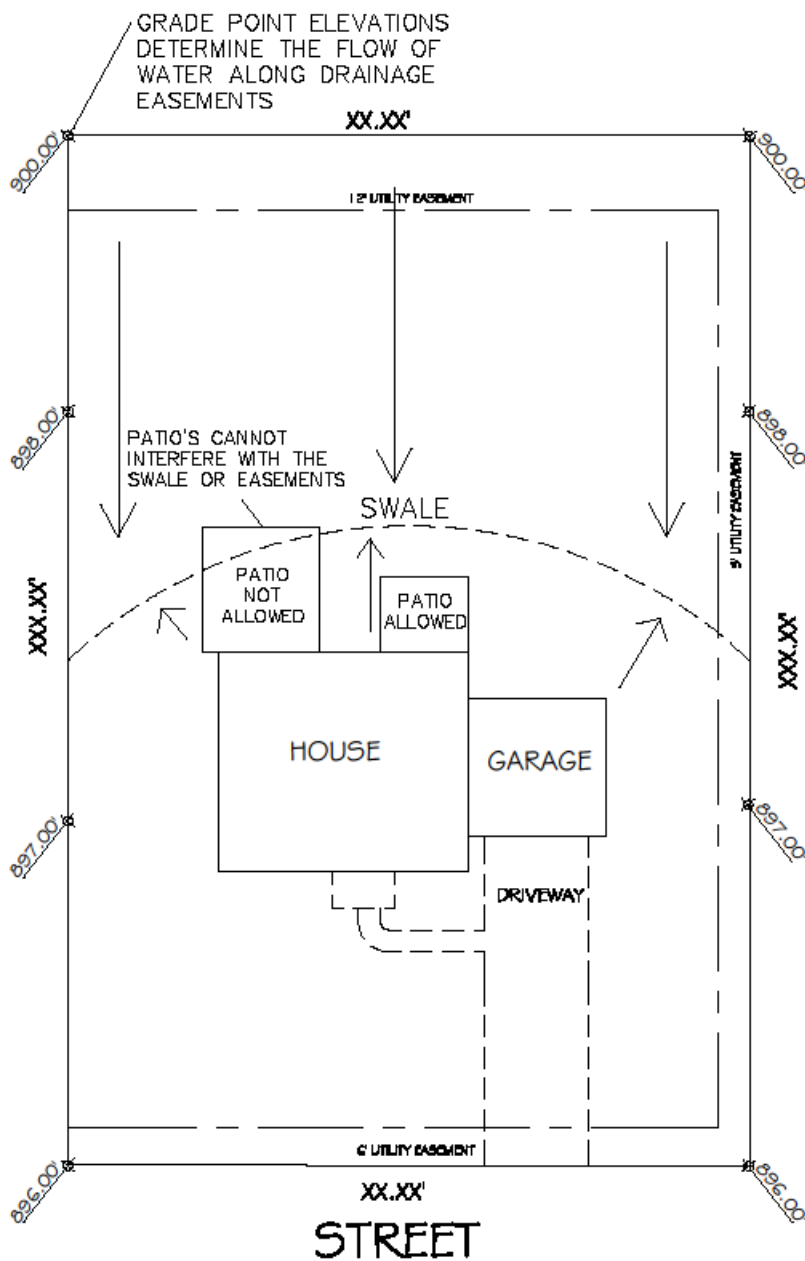 GRADE POINT ELEVATIONS
DETERMINE THE FLOW OF
WATER ALONG DRAINAGE
EASEMENTS
XX.XX'
900.00'
900.00'
12' UTILITY EASEMENT
898.00'
898.00'
PATIO'S CANNOT
INTERFERE WITH THE
SWALE OR EASEMENTS
5' UTILITY EASEMENT
SWALE
PATIO
NOT
ALLOWED
PATIO
ALLOWED
XXX.XX'
XXX.XX'
HOUSE
GARAGE
897.00'
897.00'
DRIVEWAY
6' UTILITY EASEMENT
896.00'
896.00'
XX.XX'
STREET